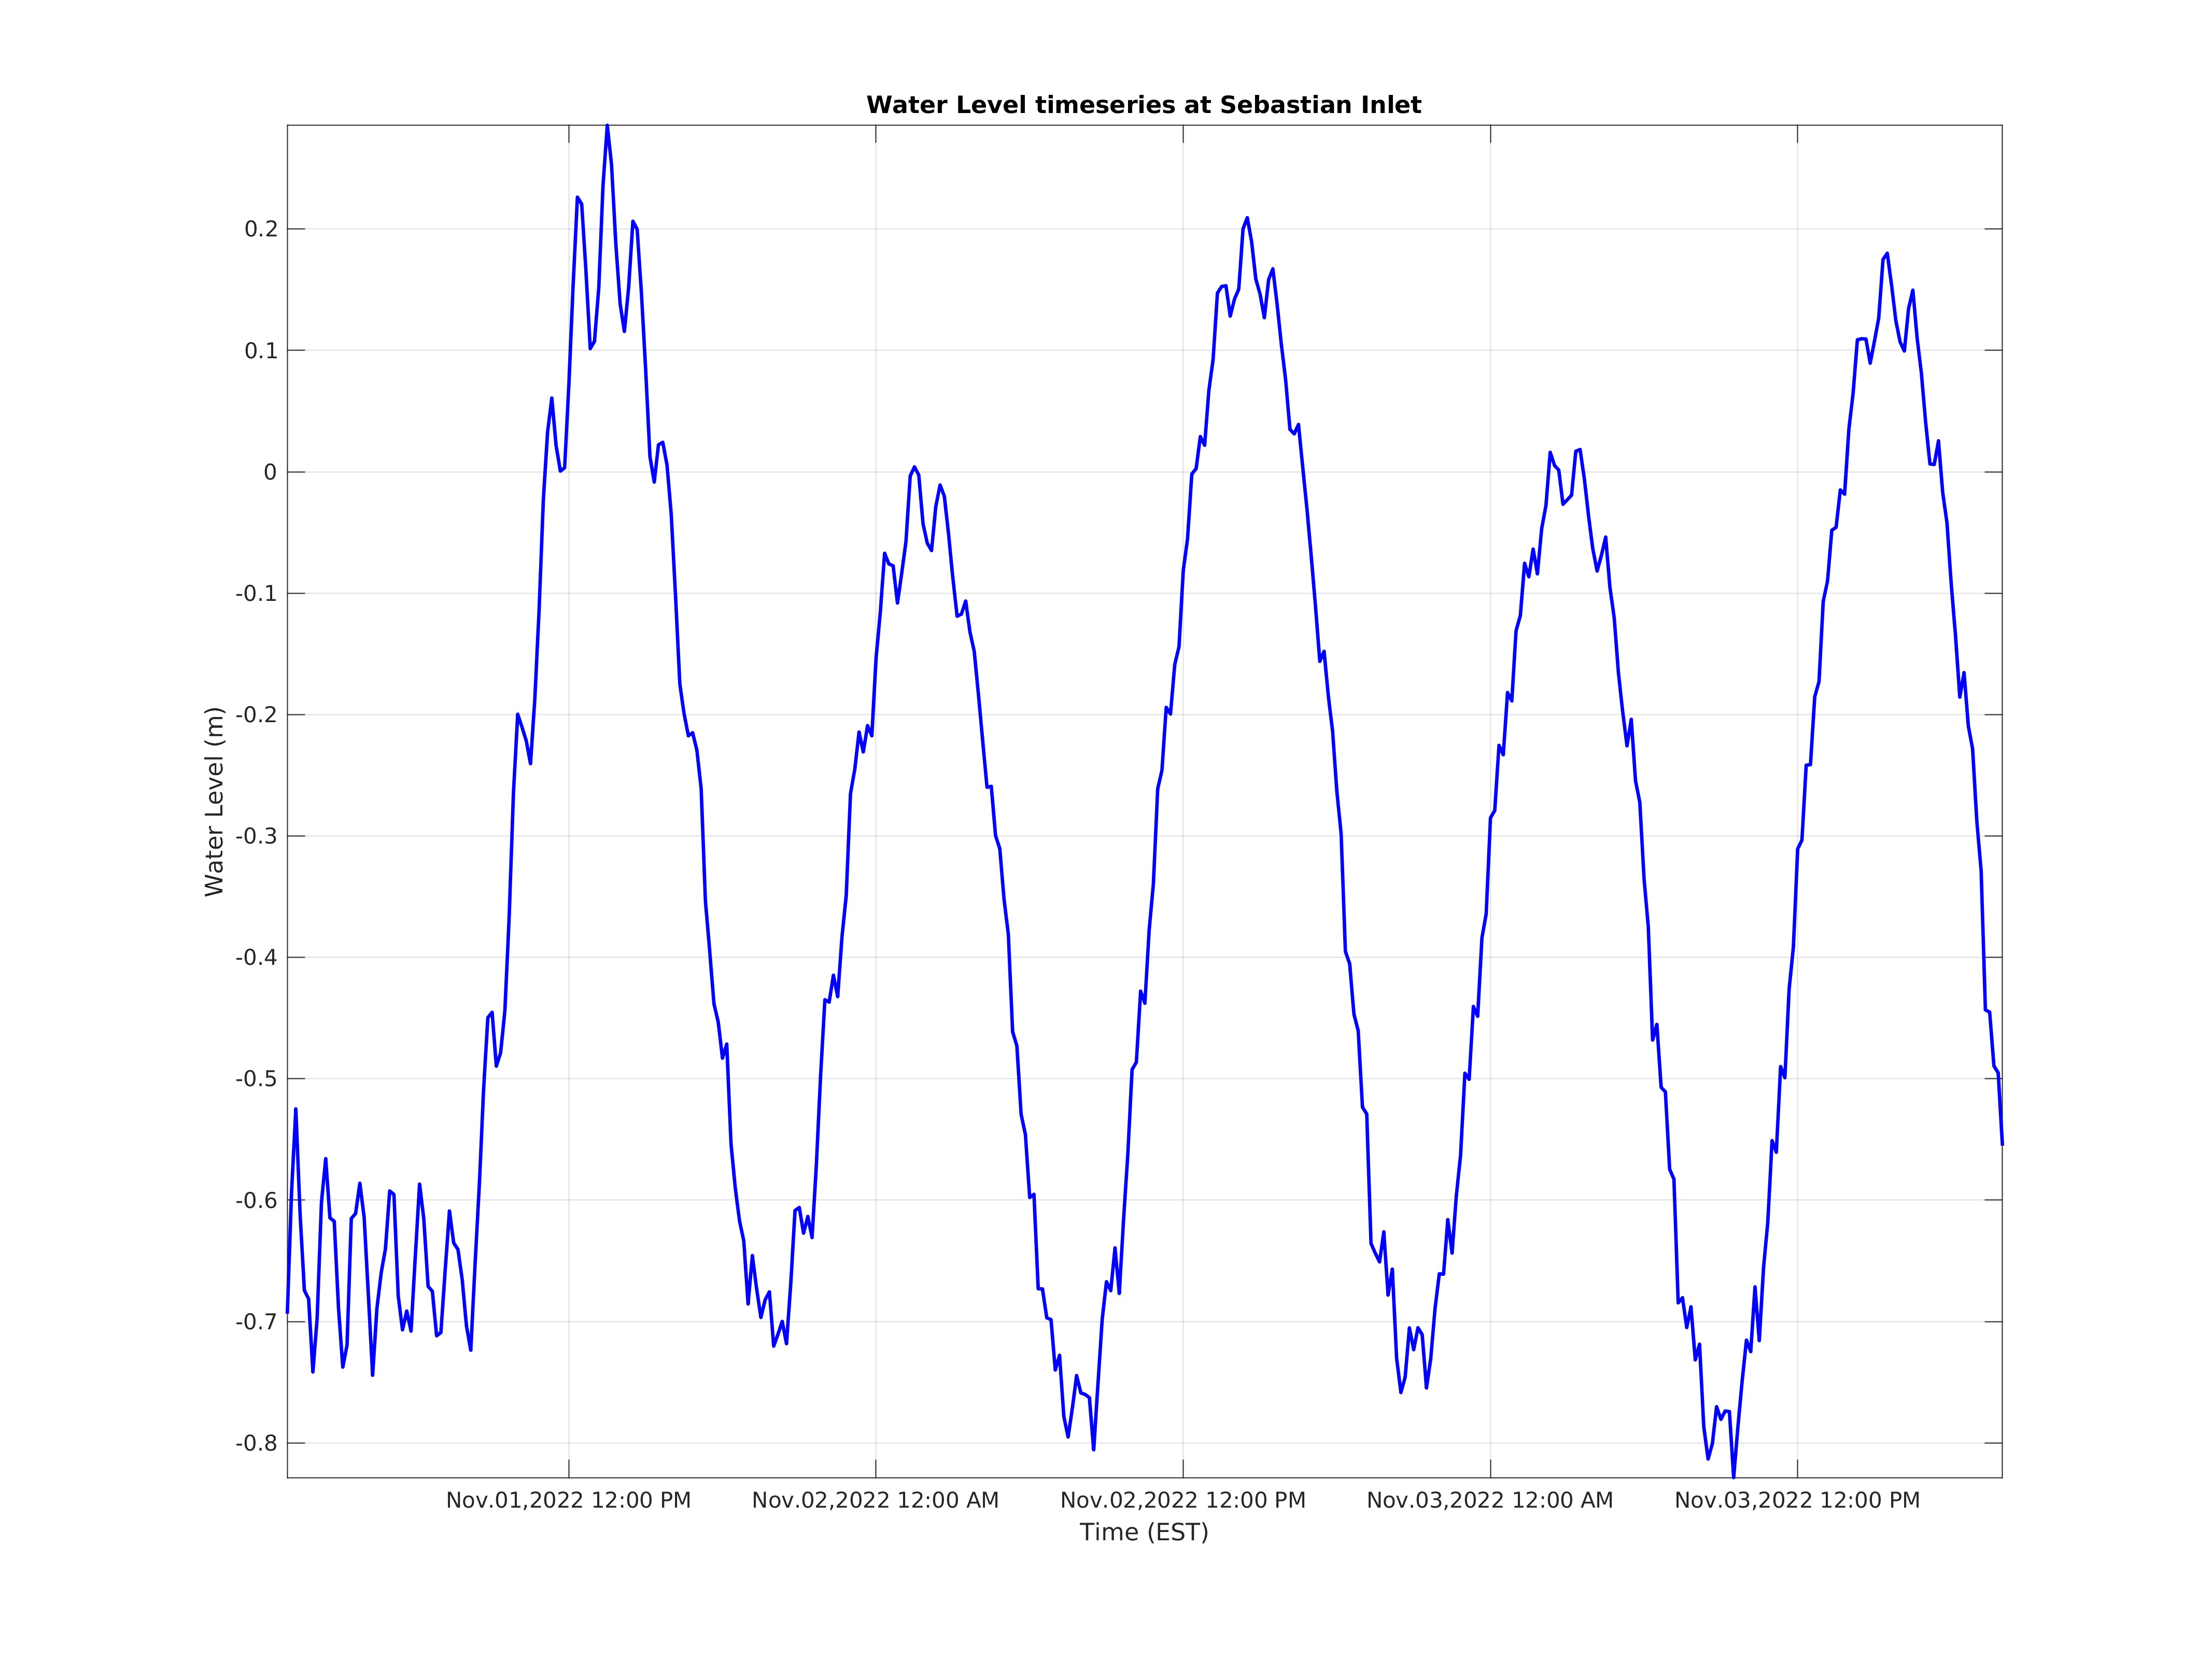 Water Level timeseries at Sebastian Inlet
0.2
0.1
0
-0.1
-0.2
-0.3
-0.4
-0.5
-0.6
-0.7
-0.8
Water Level (m)
Nov.01,2022 12:00 PM
Nov.02,2022 12:00 AM
Nov.02,2022 12:00 PM
Nov.03,2022 12:00 AM
Nov.03,2022 12:00 PM
Time (EST)